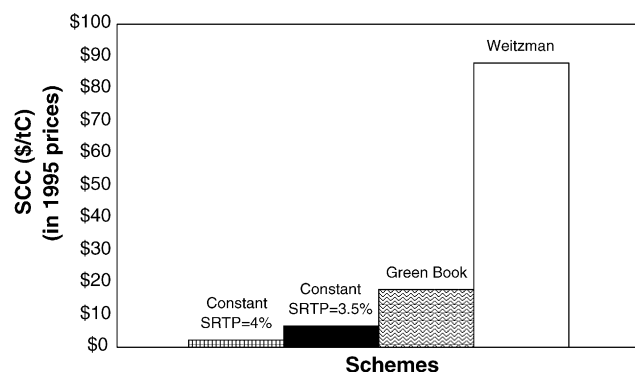 $100
$90
$80
$70
$60
$50
$40
$30
$20
$10
$0
SCC ($/tC)
(in 1995 prices)
Constant
SRTP=4%
Constant
SRTP=3.5%
Green Book
Weitzman
Schemes